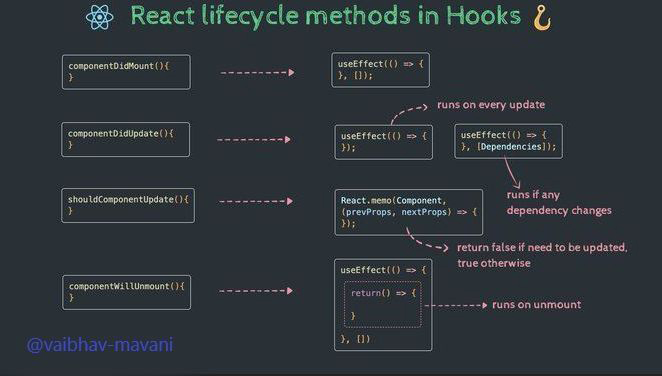 React lifecycle methods in Hooks
componentDidMount(){
}
useEffect(() => {
}, []);
runs on every update
componentDidUpdate(){
}
useEffect(() => {
});
useEffect(() => {
}, [Dependencies]);
runs if any
dependency changes
shouldComponentUpdate(){
}
React.memo(Component,
(prevProps, nextProps) => {
});
return false if need to be updated,
true otherwise
componentWillUnmount(){
}
useEffect(() => {
return() => {
}
}, [])
runs on unmount
@vaibhav-mavani